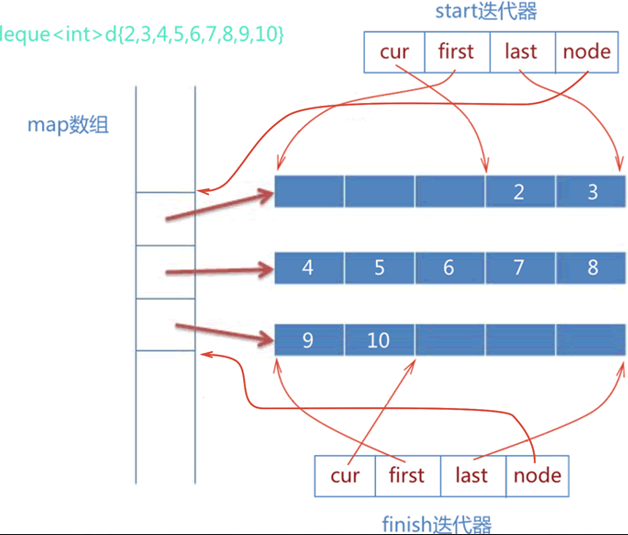 start迭代器
deque<int>d{2,3,4,5,6,7,8,9,10}
cur first last node
map数组
2 3
4 5 6 7 8
9 10
cur first last node
finish迭代器